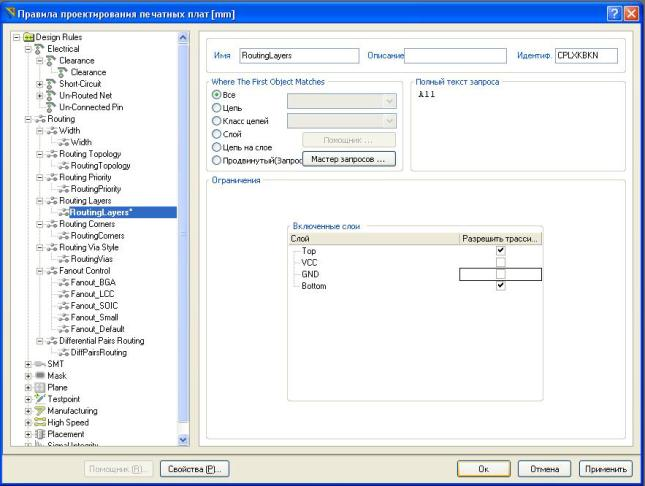 Правила проектирования печатных плат [mm]
Design Rules
Electrical
Clearance
Clearance
Short-Circuit
Un-Routed Net
Un-Connected Pin
Routing
Width
Width
Routing Topology
RoutingTopology
Routing Priority
RoutingPriority
Routing Layers
RoutingLayers*
Routing Corners
RoutingCorners
Routing Via Style
RoutingVias
Fanout Control
Fanout_BGA
Fanout_LCC
Fanout_SOIC
Fanout_Small
Fanout_Default
Differential Pairs Routing
DiffPairsRouting
SMT
Mask
Plane
Testpoint
Manufacturing
High Speed
Placement
Signal Integrity
Имя RoutingLayers Описание Идентиф. CPLXKBKN
Where The First Object Matches
Все
Цепь
Класс цепей
Слой
Цепь на слое
Продвинутый(Запрос
Помощник ...
Мастер запросов ...
Полный текст запроса
All
Ограничения
Включенные слои
Слой Разрешить трасси...
Top
VCC
GND
Bottom
Помощник (R)... Свойства (P)... Ок Отмена Применить